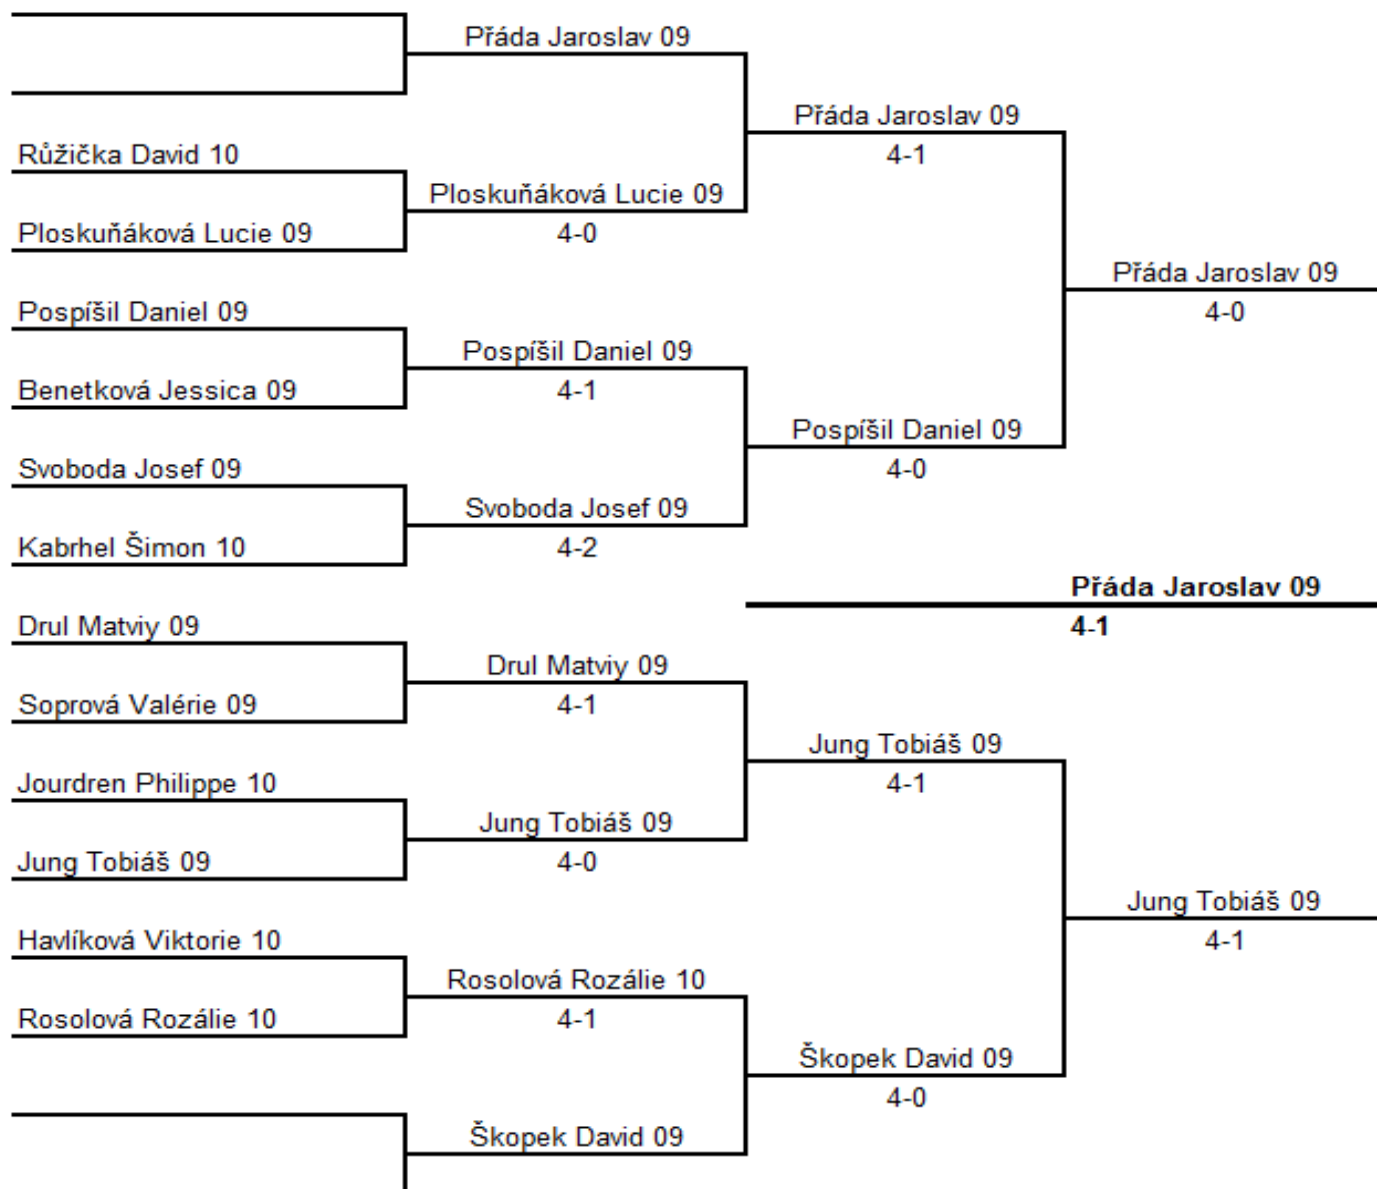 Přáda Jaroslav 09
Přáda Jaroslav 09
4-1
Růžička David 10
Ploskuňáková Lucie 09
4-0
Ploskuňáková Lucie 09
Přáda Jaroslav 09
4-0
Pospíšil Daniel 09
Pospíšil Daniel 09
4-1
Benetková Jessica 09
Pospíšil Daniel 09
4-0
Svoboda Josef 09
Svoboda Josef 09
4-2
Kabrhel Šimon 10
Přáda Jaroslav 09
4-1
Drul Matviy 09
Drul Matviy 09
4-1
Soprová Valérie 09
Jung Tobiáš 09
4-1
Jourdren Philippe 10
Jung Tobiáš 09
4-0
Jung Tobiáš 09
Jung Tobiáš 09
4-1
Havlíková Viktorie 10
Rosolová Rozálie 10
4-1
Rosolová Rozálie 10
Škopek David 09
4-0
Škopek David 09